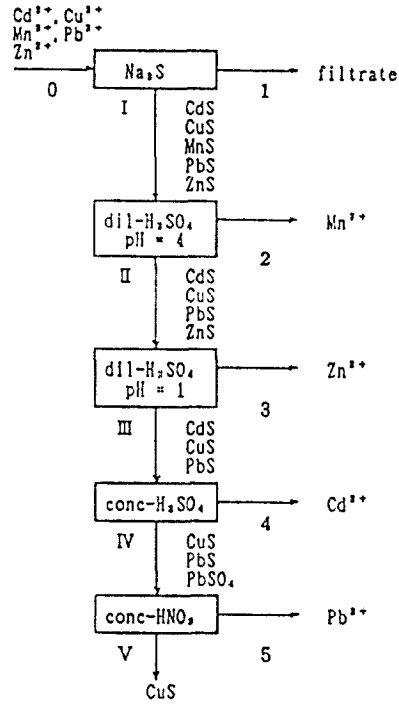 Cd²⁺, Cu²⁺
Mn²⁺, Pb²⁺
Zn²⁺
0
Na₂S
1
filtrate
I
CdS
CuS
MnS
PbS
ZnS
dil-H₂SO₄
pH = 4
2
Mn²⁺
II
CdS
CuS
PbS
ZnS
dil-H₂SO₄
pH = 1
3
Zn²⁺
III
CdS
CuS
PbS
conc-H₂SO₄
4
Cd²⁺
IV
CuS
PbS
PbSO₄
conc-HNO₃
5
Pb²⁺
V
CuS